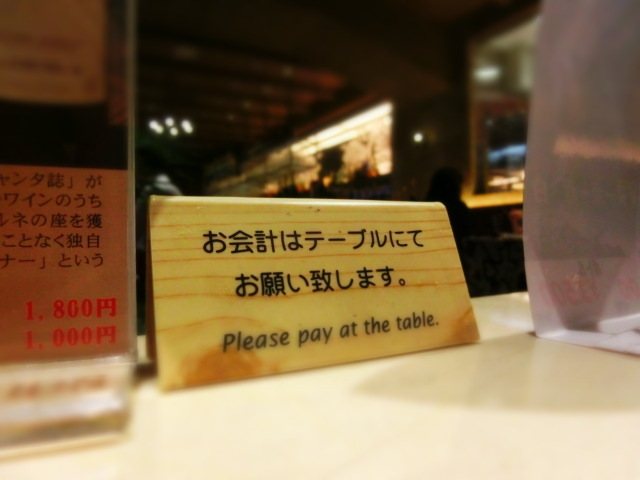 ャンタ誌」が
ワインのうち
ルネの座を獲
ことなく独自
ナー」という
1,800円
1,000円
お会計はテーブルにて
お願い致します。
Please pay at the table.